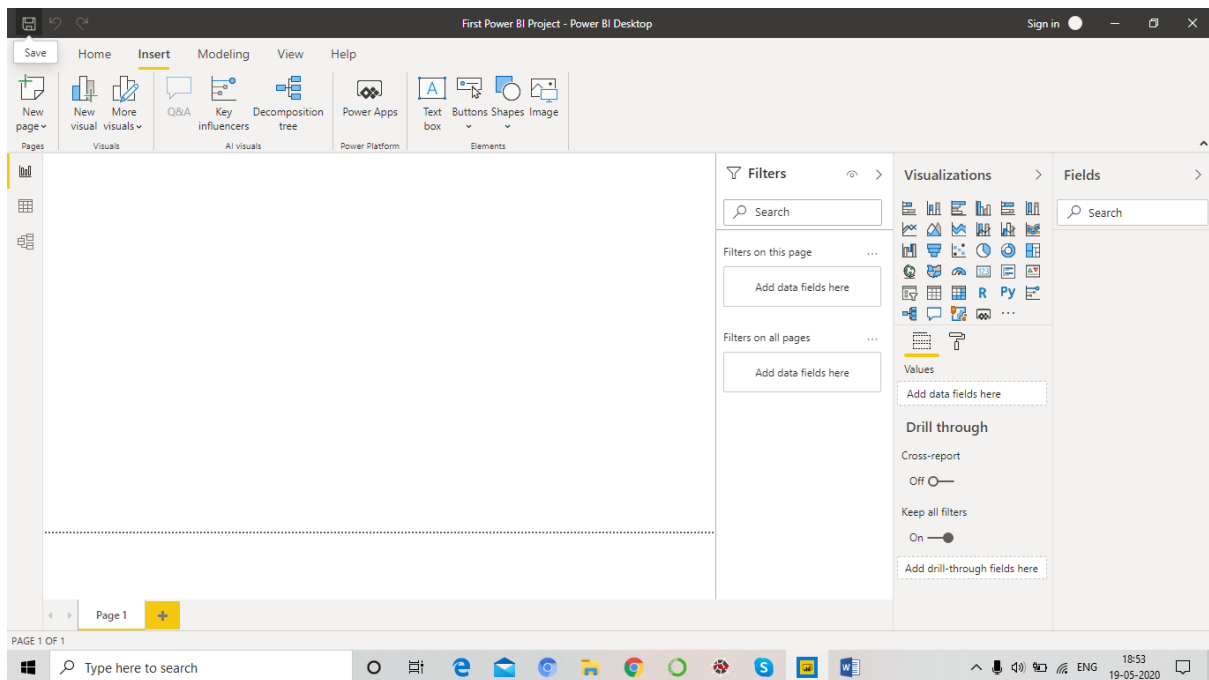 First Power BI Project - Power BI Desktop
Sign in
Save
Home Insert Modeling View Help
New page
New visual
More visuals
Q&A
Key influencers
Decomposition tree
Power Apps
Text box
Buttons
Shapes
Image
Pages
Visuals
AI visuals
Power Platform
Elements
Filters
Search
Filters on this page
...
Add data fields here
Filters on all pages
...
Add data fields here
Visualizations
R Py
...
Values
Add data fields here
Drill through
Cross-report
Off
Keep all filters
On
Add drill-through fields here
Fields
Search
Page 1
+
PAGE 1 OF 1
Type here to search
ENG
18:53
19-05-2020